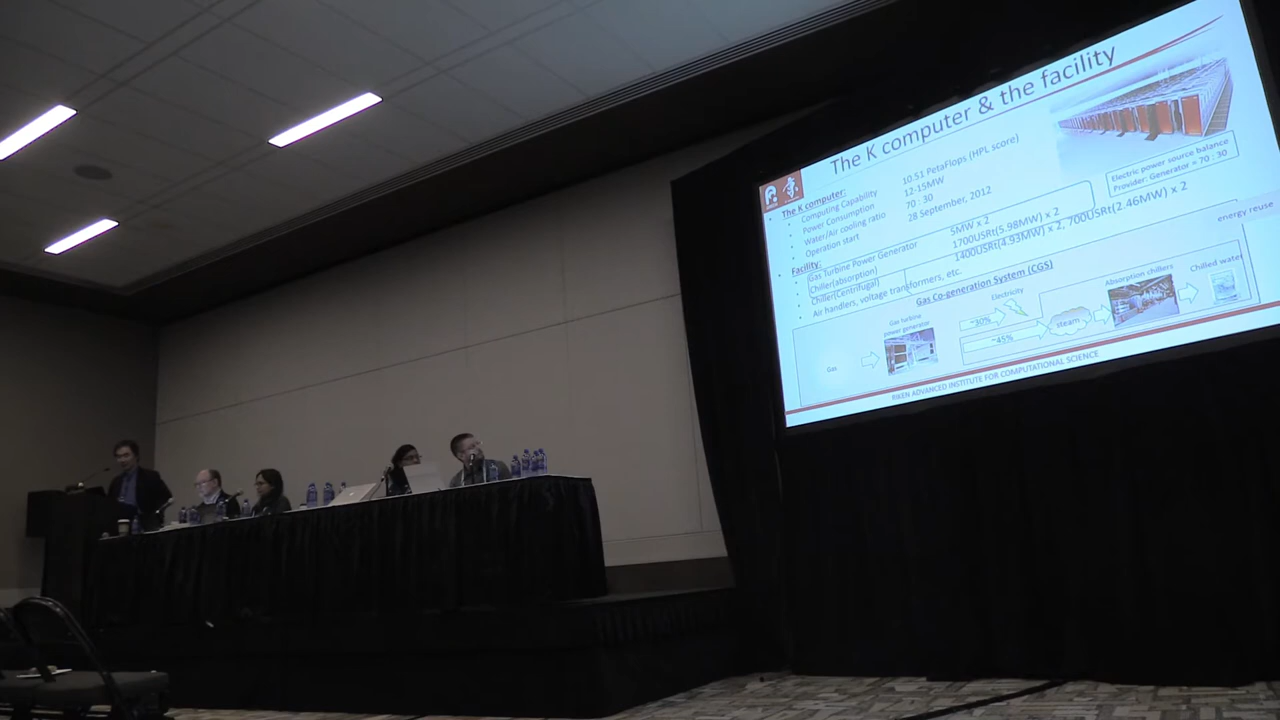 The K computer & the facility
The K computer:
• Computing Capability 10.51 PetaFlops (HPL score)
• Power Consumption 12-15MW
• Water/Air cooling ratio 70 : 30
• Operation start 28 September, 2012
Electric power source balance
Provider: Generator = 70 : 30
Facility:
• Gas Turbine Power Generator 5MW x 2
• Chiller(absorption) 1700USRt(5.98MW) x 2
• Chiller(Centrifugal) 1400USRt(4.93MW) x 2, 700USRt(2.46MW) x 2
• Air handlers, voltage transformers, etc.
energy reuse
Gas Co-generation System (CGS)
Gas
Gas turbine
power generator
Electricity
~30%
~45%
steam
Absorption chillers
Chilled water
RIKEN ADVANCED INSTITUTE FOR COMPUTATIONAL SCIENCE